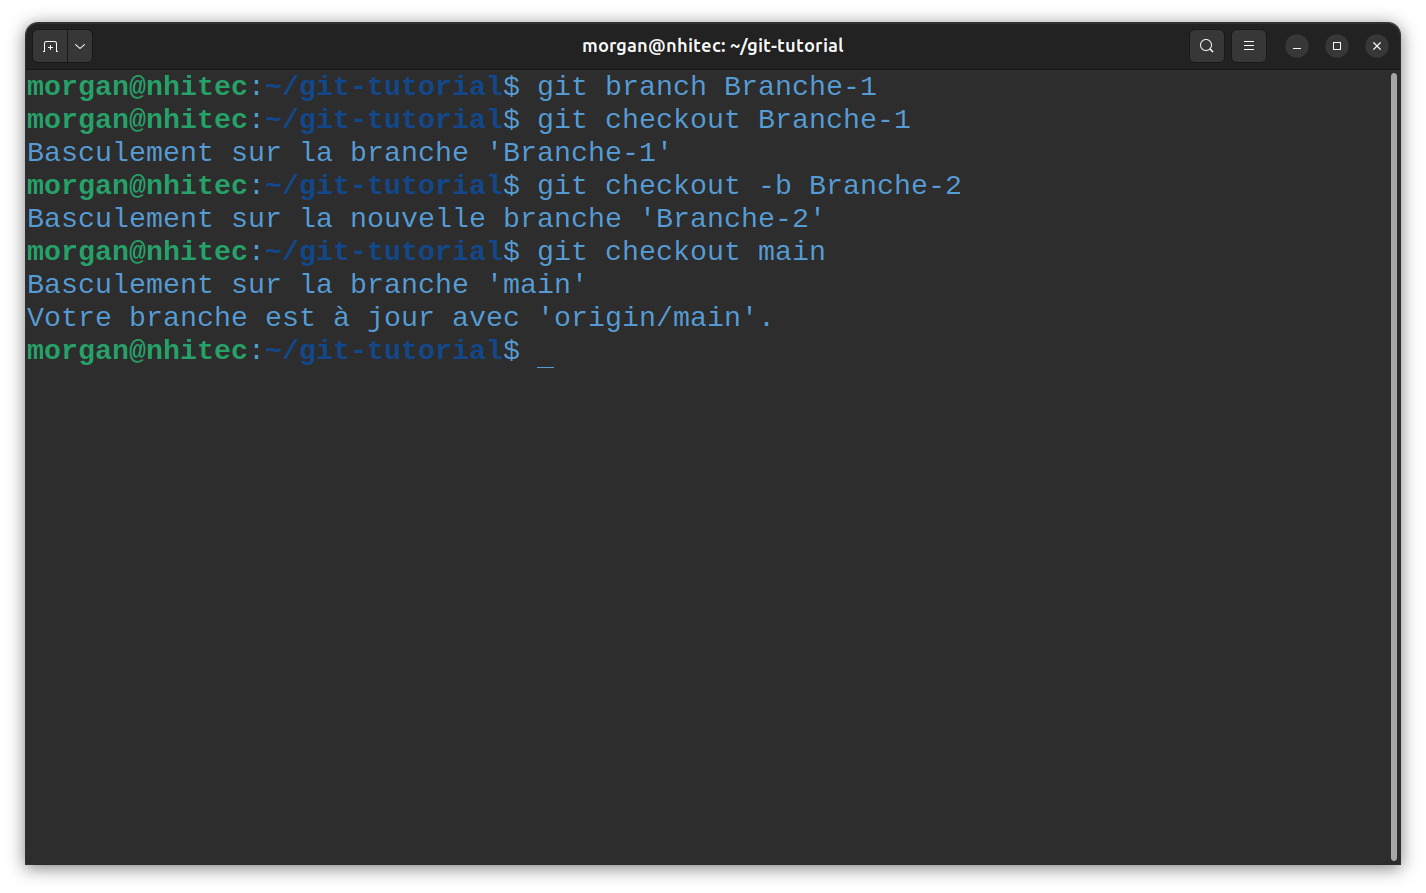 morgan@nhitec: ~/git-tutorial
morgan@nhitec:~/git-tutorial$ git branch Branche-1
morgan@nhitec:~/git-tutorial$ git checkout Branche-1
Basculement sur la branche 'Branche-1'
morgan@nhitec:~/git-tutorial$ git checkout -b Branche-2
Basculement sur la nouvelle branche 'Branche-2'
morgan@nhitec:~/git-tutorial$ git checkout main
Basculement sur la branche 'main'
Votre branche est à jour avec 'origin/main'.
morgan@nhitec:~/git-tutorial$ _